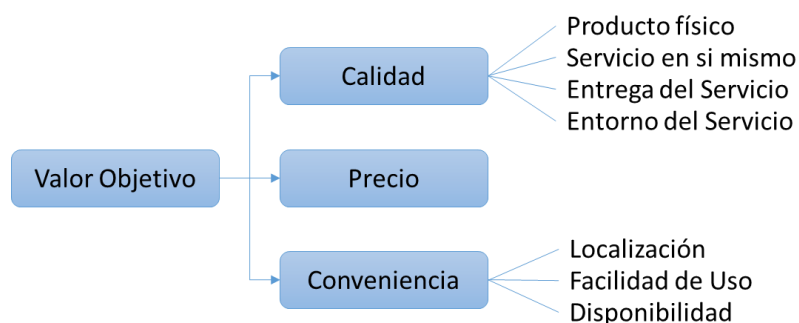 Producto físico
Servicio en si mismo
Entrega del Servicio
Entorno del Servicio
Calidad
Valor Objetivo
Precio
Conveniencia
Localización
Facilidad de Uso
Disponibilidad